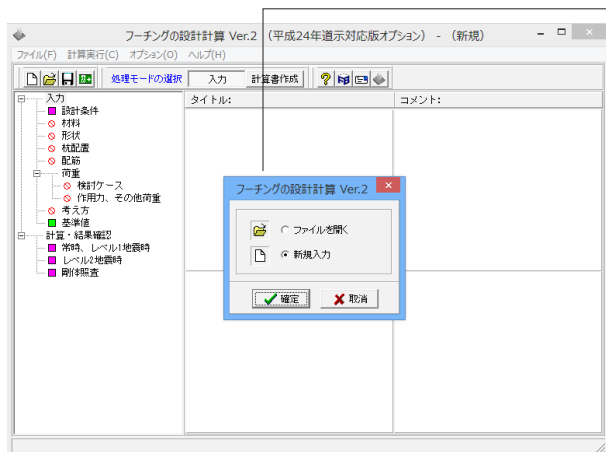 フーチングの設計計算 Ver.2 （平成24年道示対応版オプション） - （新規）
ファイル(F) 計算実行(C) オプション(O) ヘルプ(H)
処理モードの選択 入力 計算書作成
入力
設計条件
材料
形状
杭配置
配筋
荷重
検討ケース
作用力、その他荷重
考え方
基準値
計算・結果確認
常時、レベル1地震時
レベル2地震時
剛体照査
タイトル: コメント:
フーチングの設計計算 Ver.2
ファイルを開く
新規入力
確定 取消